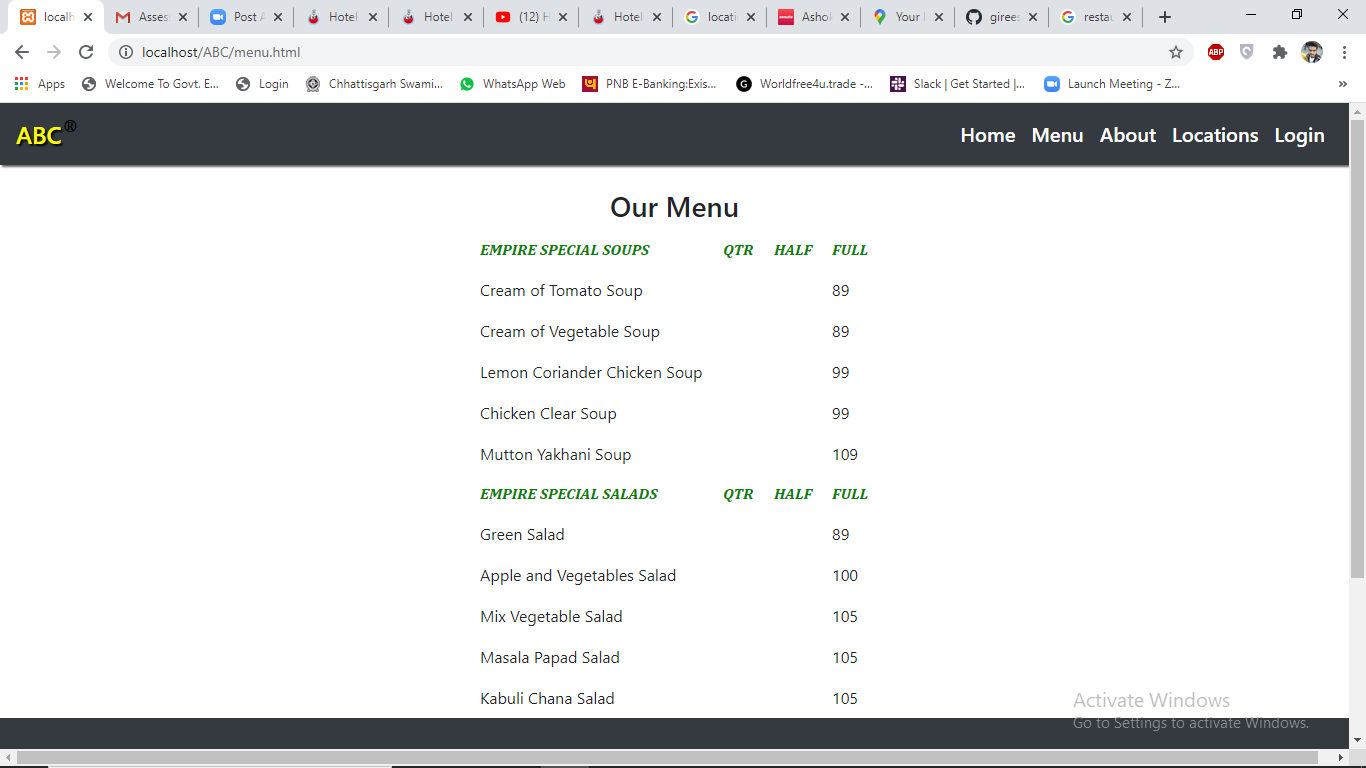 localh Asses Post A Hotel Hotel (12) H Hotel locati Ashok Your giree restau
localhost/ABC/menu.html
Apps Welcome To Govt. E... Login Chhattisgarh Swami... WhatsApp Web PNB E-Banking:Exis... Worldfree4u.trade -... Slack | Get Started |... Launch Meeting - Z... »
ABC® Home Menu About Locations Login
Our Menu
EMPIRE SPECIAL SOUPS QTR HALF FULL
Cream of Tomato Soup 89
Cream of Vegetable Soup 89
Lemon Coriander Chicken Soup 99
Chicken Clear Soup 99
Mutton Yakhani Soup 109
EMPIRE SPECIAL SALADS QTR HALF FULL
Green Salad 89
Apple and Vegetables Salad 100
Mix Vegetable Salad 105
Masala Papad Salad 105
Kabuli Chana Salad 105
Activate Windows
Go to Settings to activate Windows.